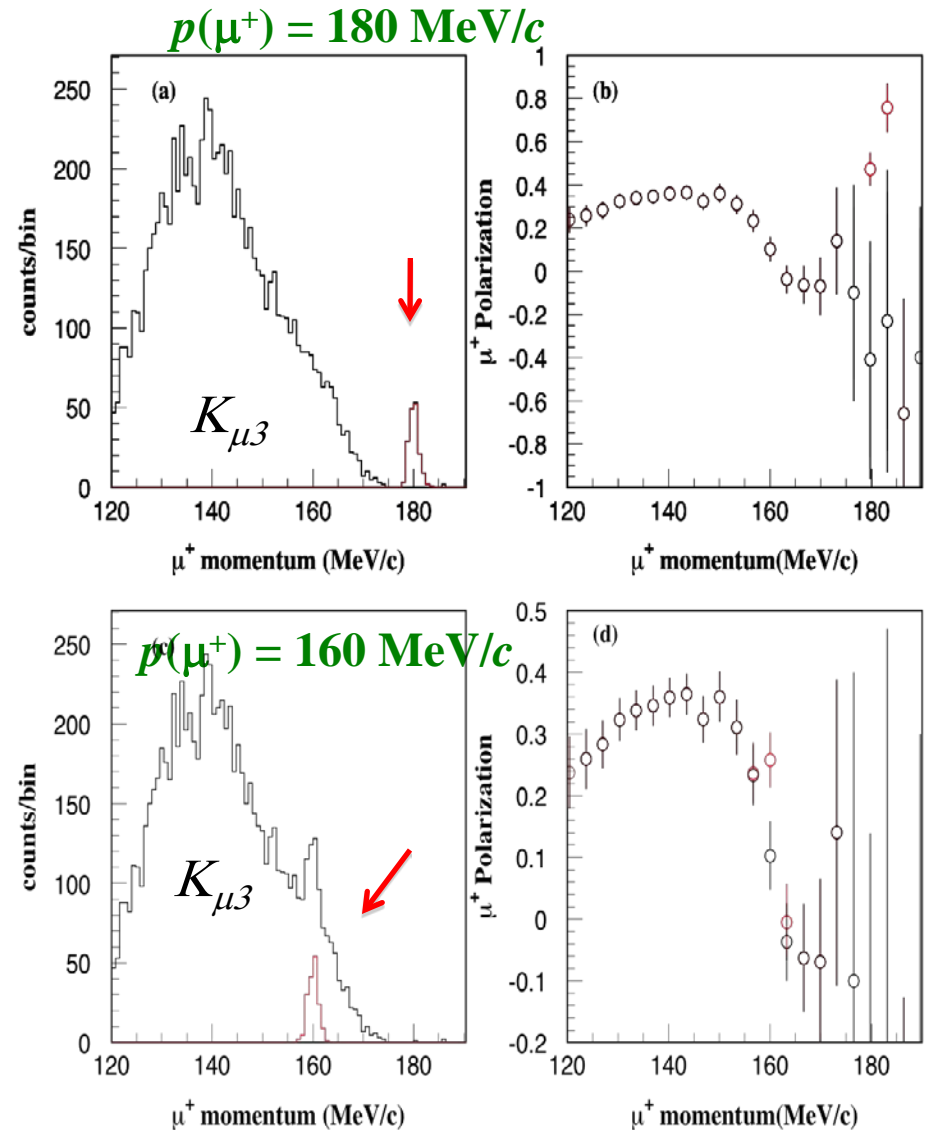 p(μ⁺) = 180 MeV/c
(a)
counts/bin
250
200
150
100
50
0
K_μ3
120
140
160
180
μ⁺ momentum (MeV/c)
(b)
μ⁺ Polarization
1
0.8
0.6
0.4
0.2
0
-0.2
-0.4
-0.6
-0.8
-1
120
140
160
180
μ⁺ momentum(MeV/c)
p(μ⁺) = 160 MeV/c
(c)
counts/bin
250
200
150
100
50
0
K_μ3
120
140
160
180
μ⁺ momentum (MeV/c)
(d)
μ⁺ Polarization
0.5
0.4
0.3
0.2
0.1
0
-0.1
-0.2
120
140
160
180
μ⁺ momentum(MeV/c)